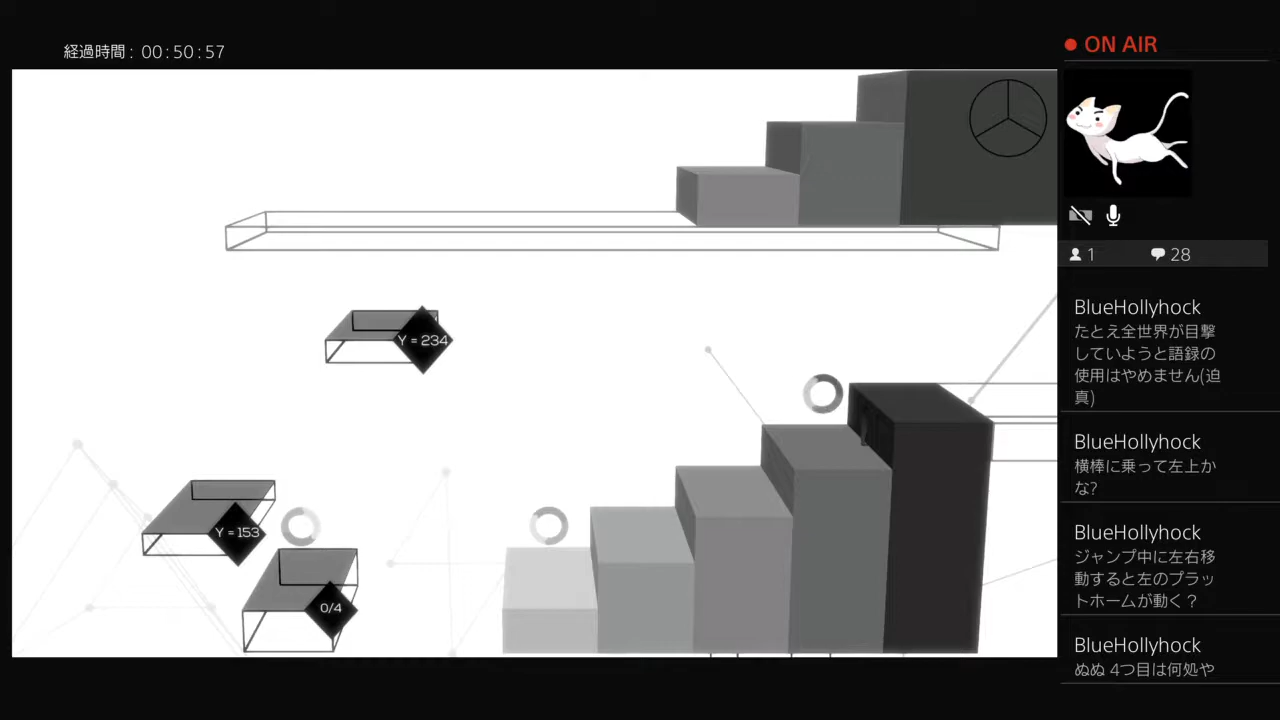 経過時間: 00:50:57
ON AIR
1
28
BlueHollyhock
たとえ全世界が目撃
していようと語録の
使用はやめません(迫
真)
BlueHollyhock
横棒に乗って左上か
な?
BlueHollyhock
ジャンプ中に左右移
動すると左のプラッ
トホームが動く？
BlueHollyhock
ぬぬ 4つ目は何処や
Y = 234
Y = 153
0/4